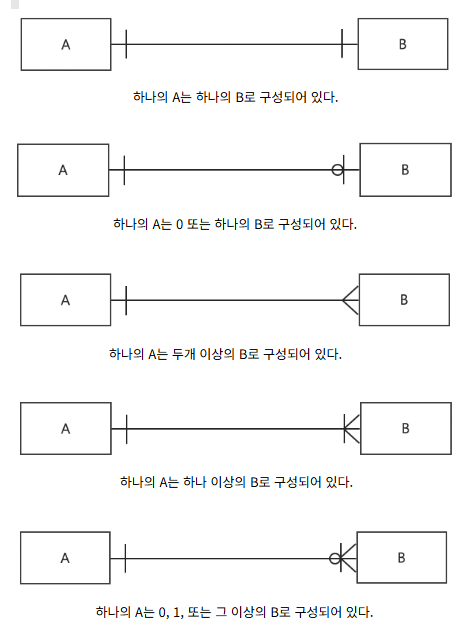 A B
하나의 A는 하나의 B로 구성되어 있다.
A B
하나의 A는 0 또는 하나의 B로 구성되어 있다.
A B
하나의 A는 두개 이상의 B로 구성되어 있다.
A B
하나의 A는 하나 이상의 B로 구성되어 있다.
A B
하나의 A는 0, 1, 또는 그 이상의 B로 구성되어 있다.